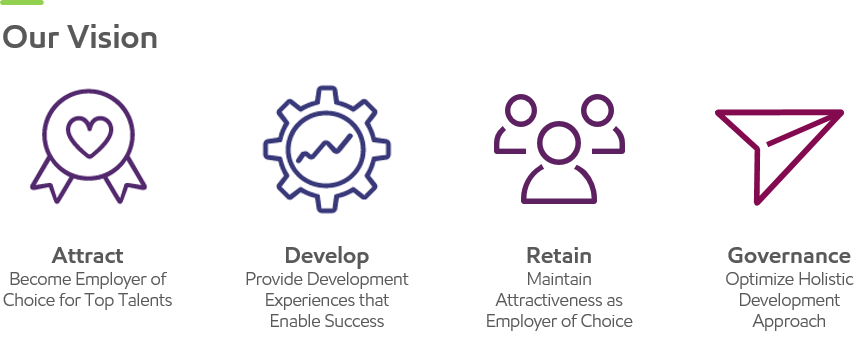 Our Vision
Attract
Become Employer of
Choice for Top Talents
Develop
Provide Development
Experiences that
Enable Success
Retain
Maintain
Attractiveness as
Employer of Choice
Governance
Optimize Holistic
Development
Approach